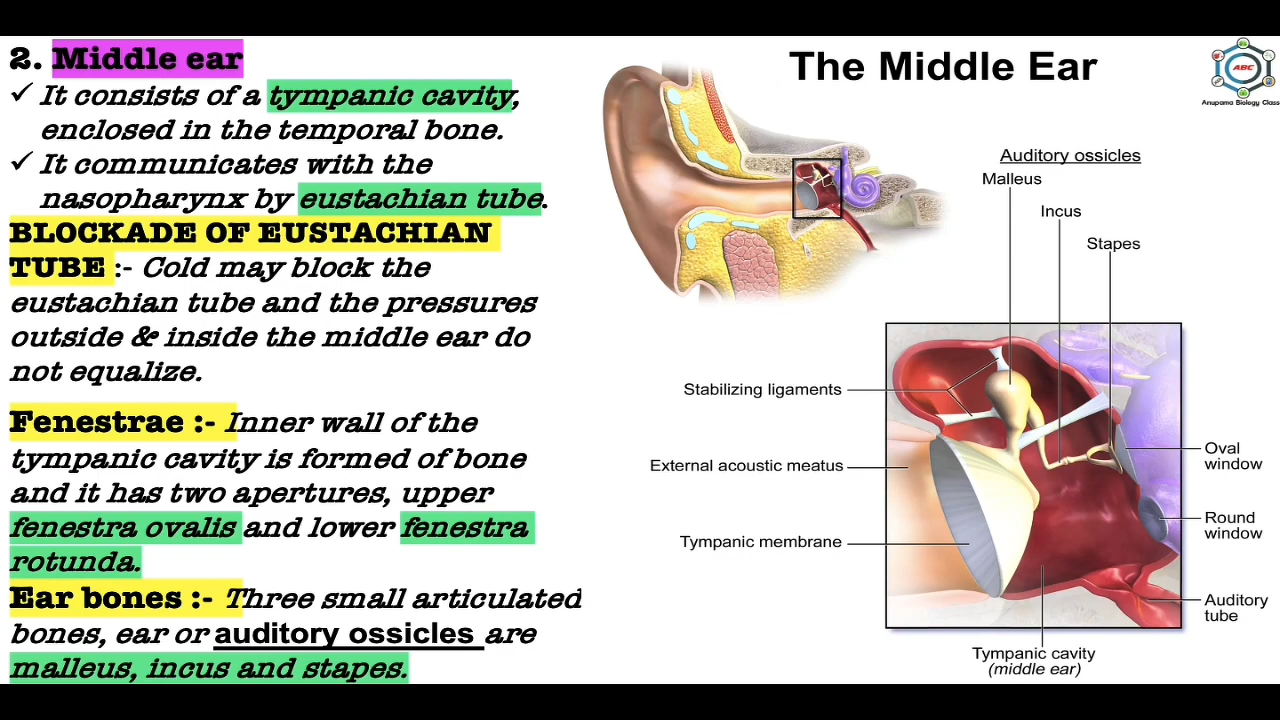 2. Middle ear
✓ It consists of a tympanic cavity,
enclosed in the temporal bone.
✓ It communicates with the
nasopharynx by eustachian tube.
BLOCKADE OF EUSTACHIAN
TUBE :- Cold may block the
eustachian tube and the pressures
outside & inside the middle ear do
not equalize.
Fenestrae :- Inner wall of the
tympanic cavity is formed of bone
and it has two apertures, upper
fenestra ovalis and lower fenestra
rotunda.
Ear bones :- Three small articulated
bones, ear or auditory ossicles are
malleus, incus and stapes.
The Middle Ear
ABC
Anupama Biology Class
Auditory ossicles
Malleus
Incus
Stapes
Stabilizing ligaments
External acoustic meatus
Tympanic membrane
Oval
window
Round
window
Auditory
tube
Tympanic cavity
(middle ear)